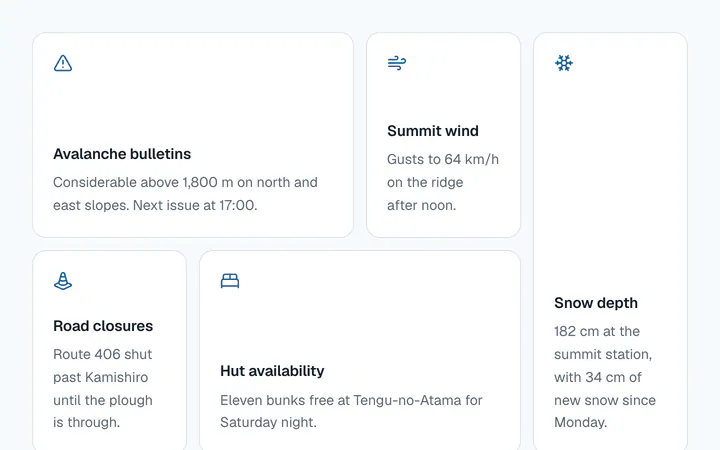 Avalanche bulletins
Considerable above 1,800 m on north and
east slopes. Next issue at 17:00.
Summit wind
Gusts to 64 km/h
on the ridge
after noon.
Snow depth
182 cm at the
summit station,
with 34 cm of
new snow since
Monday.
Road closures
Route 406 shut
past Kamishiro
until the plough
is through.
Hut availability
Eleven bunks free at Tengu-no-Atama for
Saturday night.